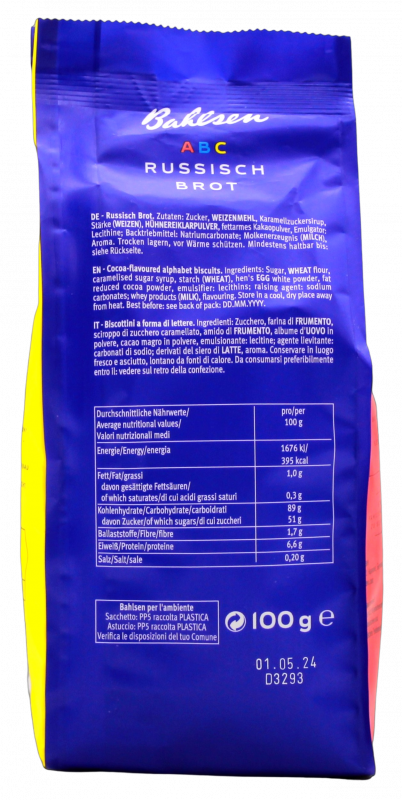 Bahlsen
ABC
RUSSISCH
BROT
DE - Russisch Brot. Zutaten: Zucker, WEIZENMEHL, Karamellzuckersirup,
Stärke (WEIZEN), HÜHNEREIKLARPULVER, fettarmes Kakaopulver, Emulgator:
Lecithine; Backtriebmittel: Natriumcarbonate; Molkenerzeugnis (MILCH),
Aroma. Trocken lagern, vor Wärme schützen. Mindestens haltbar bis:
siehe Rückseite.
EN - Cocoa-flavoured alphabet biscuits. Ingredients: Sugar, WHEAT flour,
caramelised sugar syrup, starch (WHEAT), hen's EGG white powder, fat
reduced cocoa powder, emulsifier: lecithins; raising agent: sodium
carbonates; whey products (MILK), flavouring. Store in a cool, dry place away
from heat. Best before: see back of pack: DD.MM.YYYY.
IT - Biscottini a forma di lettere. Ingredienti: Zucchero, farina di FRUMENTO,
sciroppo di zucchero caramellato, amido di FRUMENTO, albume d'UOVO in
polvere, cacao magro in polvere, emulsionante: lecitine; agente lievitante:
carbonati di sodio; derivati del siero di LATTE, aroma. Conservare in luogo
fresco e asciutto, lontano da fonti di calore. Da consumarsi preferibilmente
entro il: vedere sul retro della confezione.
Durchschnittliche Nährwerte/ pro/per
Average nutritional values/ 100 g
Valori nutrizionali medi
Energie/Energy/energia 1676 kJ/
395 kcal
Fett/Fat/grassi 1,0 g
davon gesättigte Fettsäuren/
of which saturates/di cui acidi grassi saturi 0,3 g
Kohlenhydrate/Carbohydrate/carboidrati 89 g
davon Zucker/of which sugars/di cui zuccheri 51 g
Ballaststoffe/Fibre/fibre 1,7 g
Eiweiß/Protein/proteine 6,6 g
Salz/Salt/sale 0,20 g
Bahlsen per l'ambiente
Sacchetto: PP5 raccolta PLASTICA
Astuccio: PP5 raccolta PLASTICA
Verifica le disposizioni del tuo Comune
100 g e
01.05.24
D3293